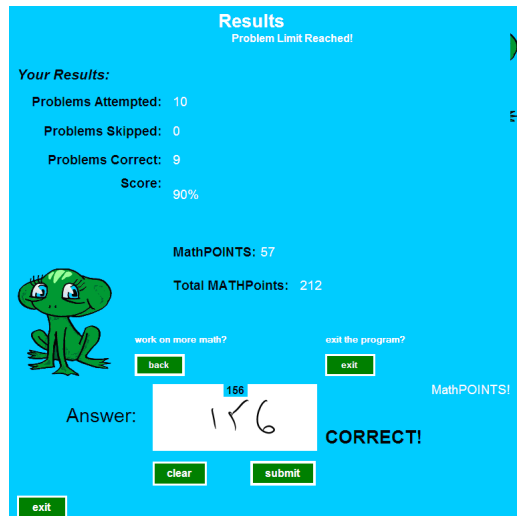 Results
Problem Limit Reached!
Your Results:
Problems Attempted: 10
Problems Skipped: 0
Problems Correct: 9
Score:
90%
MathPOINTS: 57
Total MATHPoints: 212
work on more math? exit the program?
back exit
156
MathPOINTS!
Answer: 156
CORRECT!
clear submit
exit